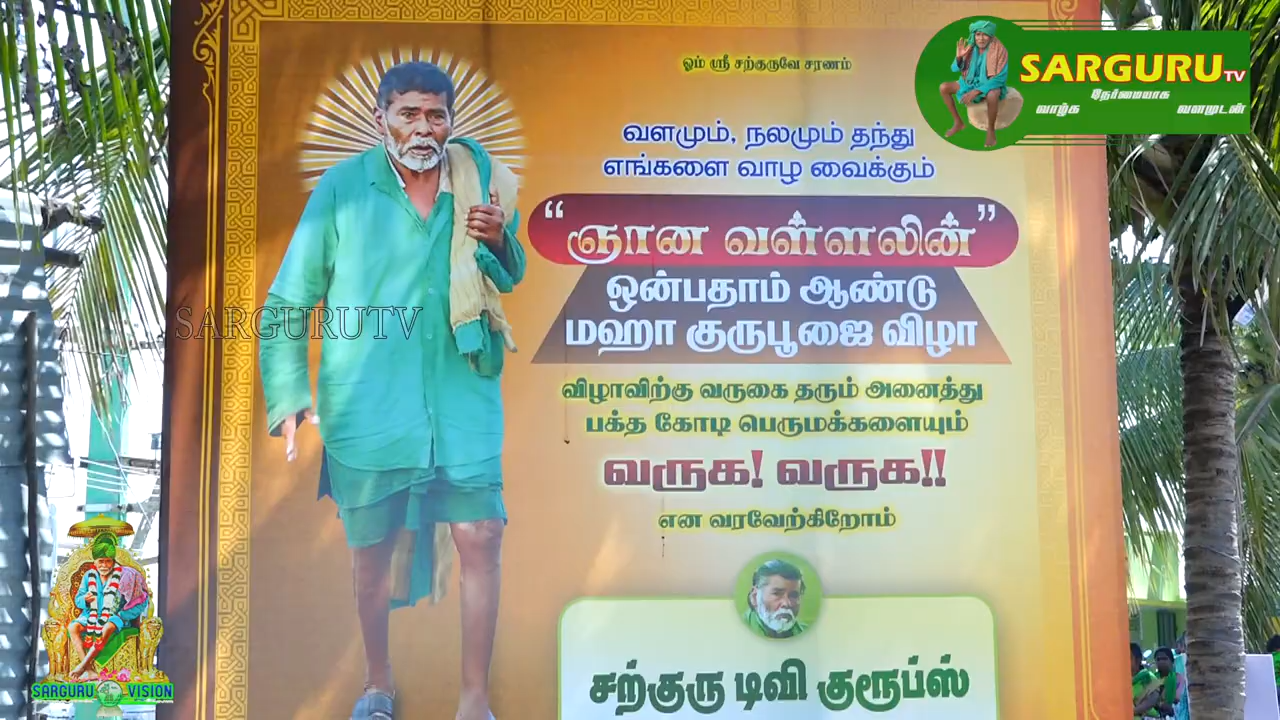 ஓம் ஸ்ரீ சற்குருவே சரணம்
SARGURU TV
நேர்மையாக
வாழ்க வளமுடன்
வளமும், நலமும் தந்து
எங்களை வாழ வைக்கும்
“ஞான வள்ளலின்”
ஒன்பதாம் ஆண்டு
மஹா குருபூஜை விழா
SARGURUTV
விழாவிற்கு வருகை தரும் அனைத்து
பக்த கோடி பெருமக்களையும்
வருக! வருக!!
என வரவேற்கிறோம்
சற்குரு டிவி குரூப்ஸ்
SARGURU VISION